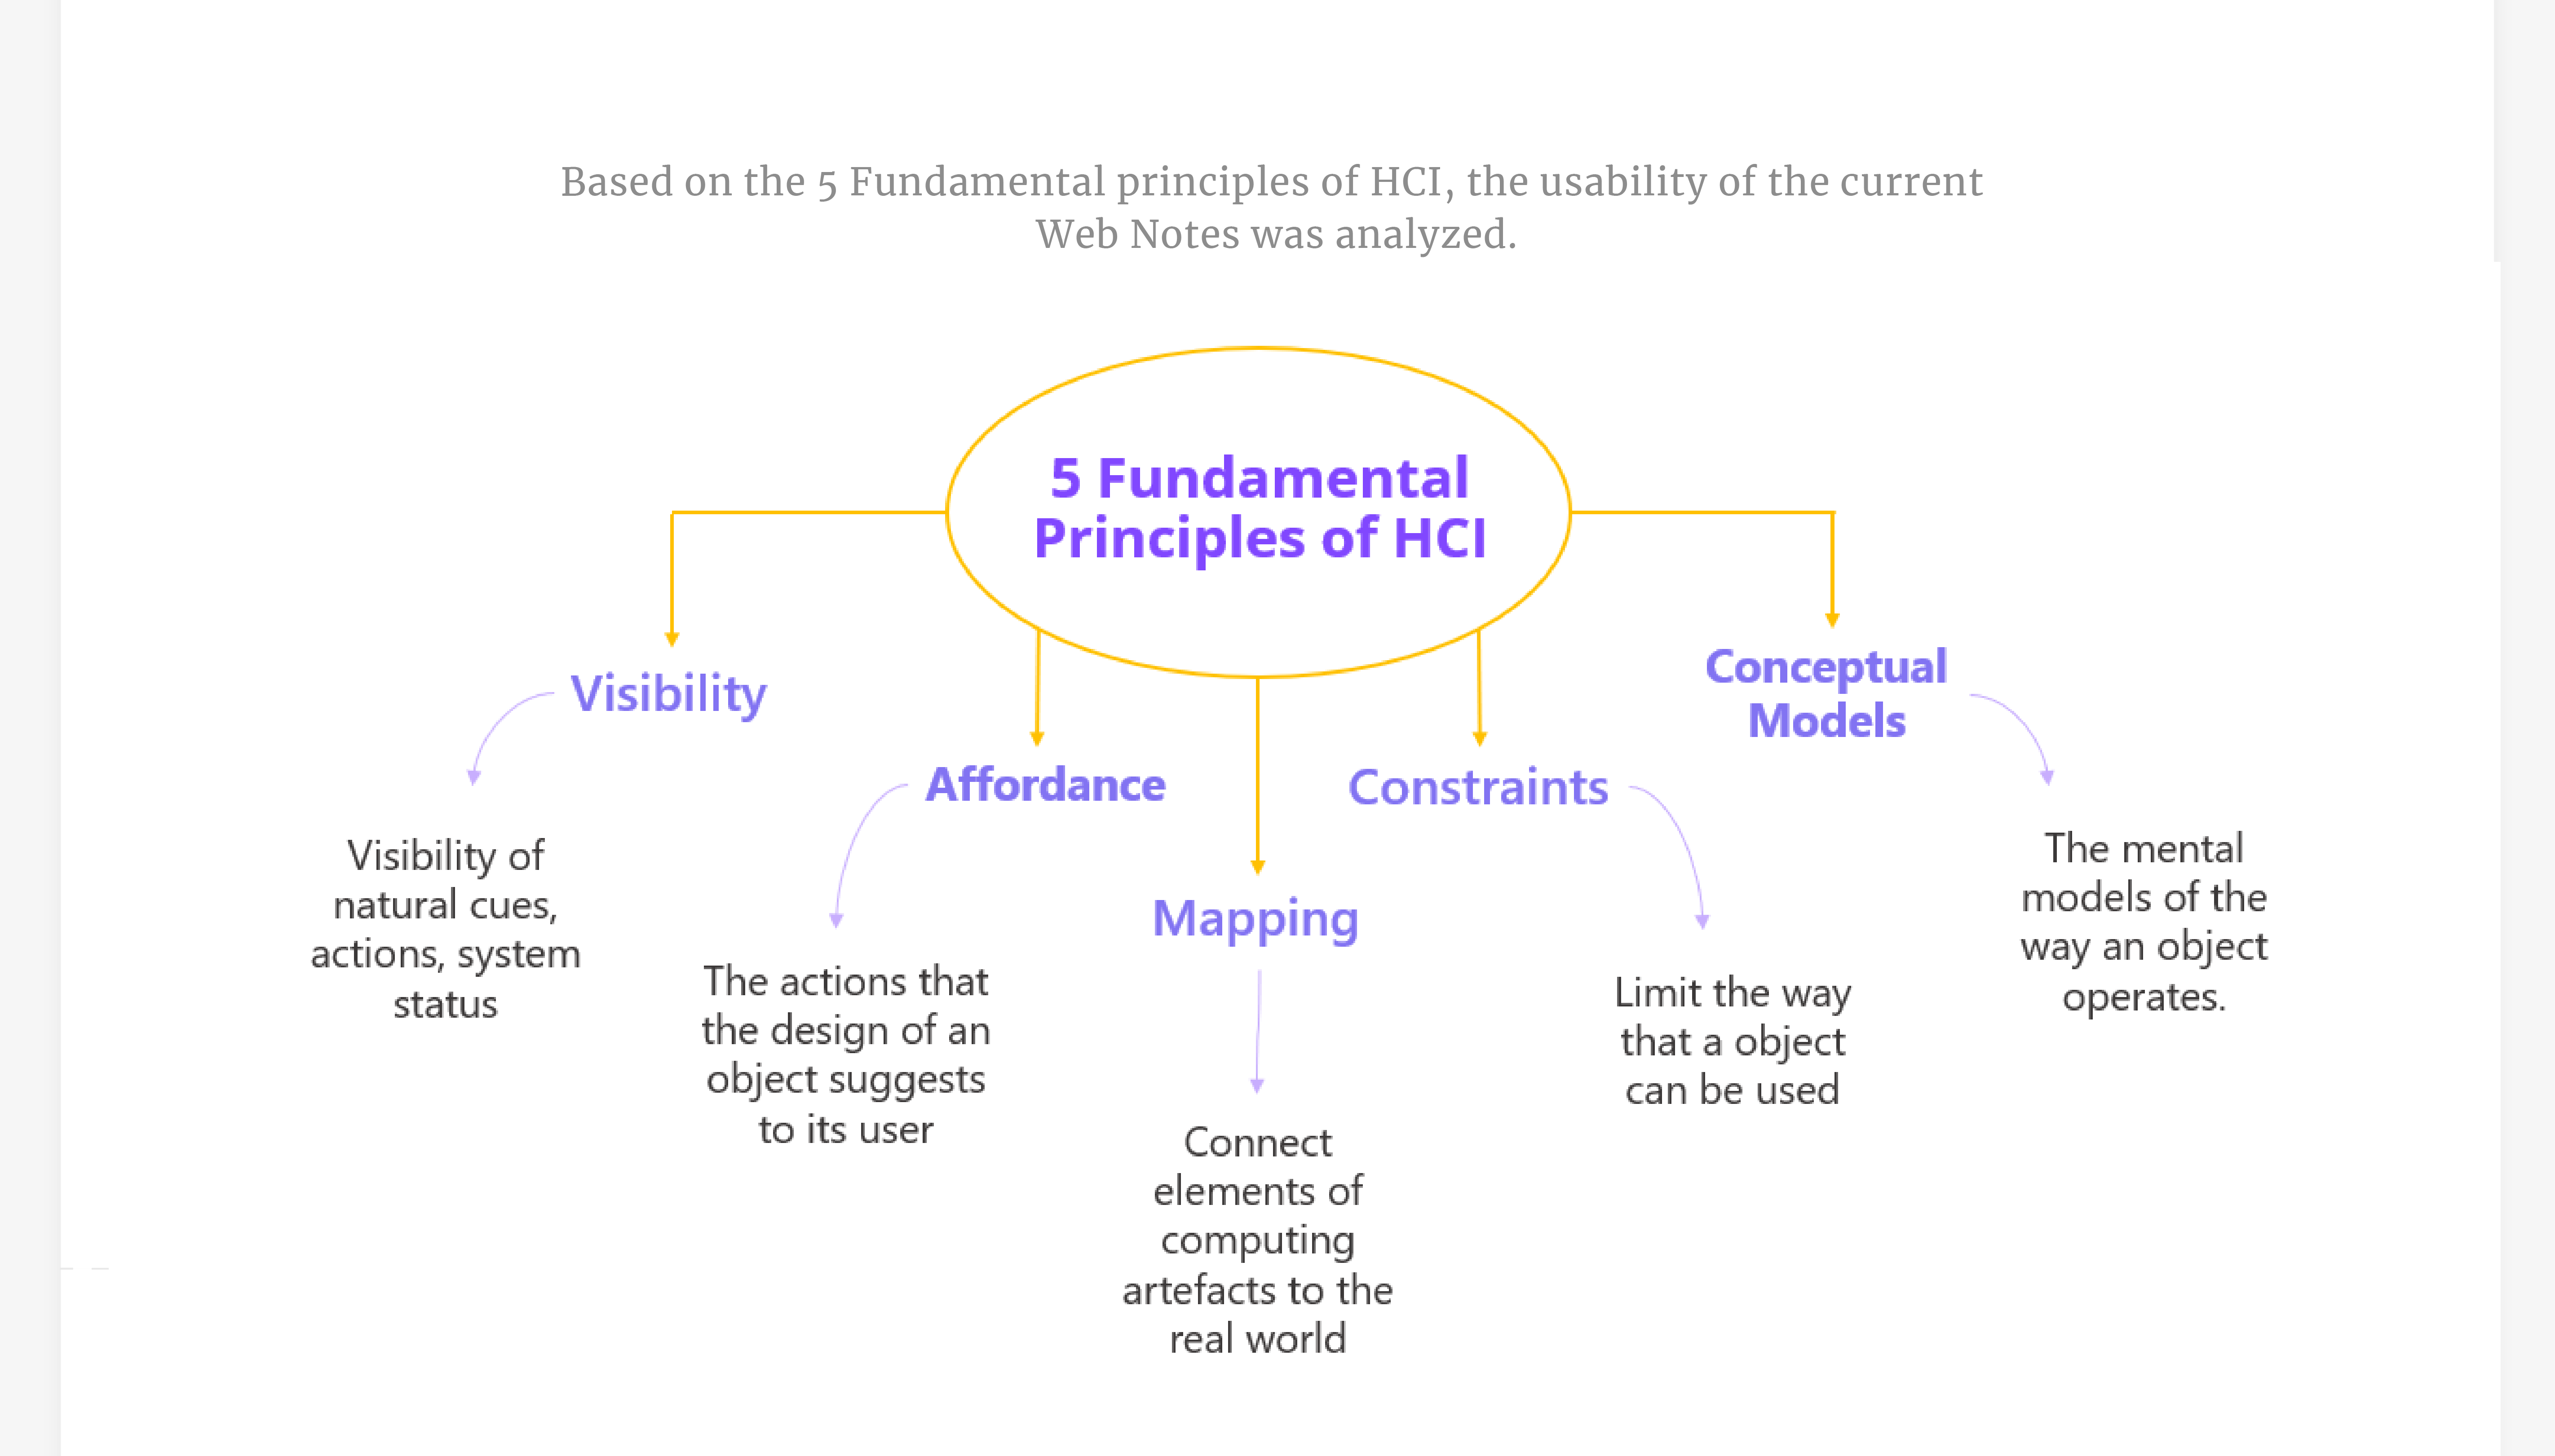 Based on the 5 Fundamental principles of HCI, the usability of the current
Web Notes was analyzed.
5 Fundamental
Principles of HCI
Visibility
Visibility of
natural cues,
actions, system
status
Affordance
The actions that
the design of an
object suggests
to its user
Mapping
Connect
elements of
computing
artefacts to the
real world
Constraints
Limit the way
that a object
can be used
Conceptual
Models
The mental
models of the
way an object
operates.